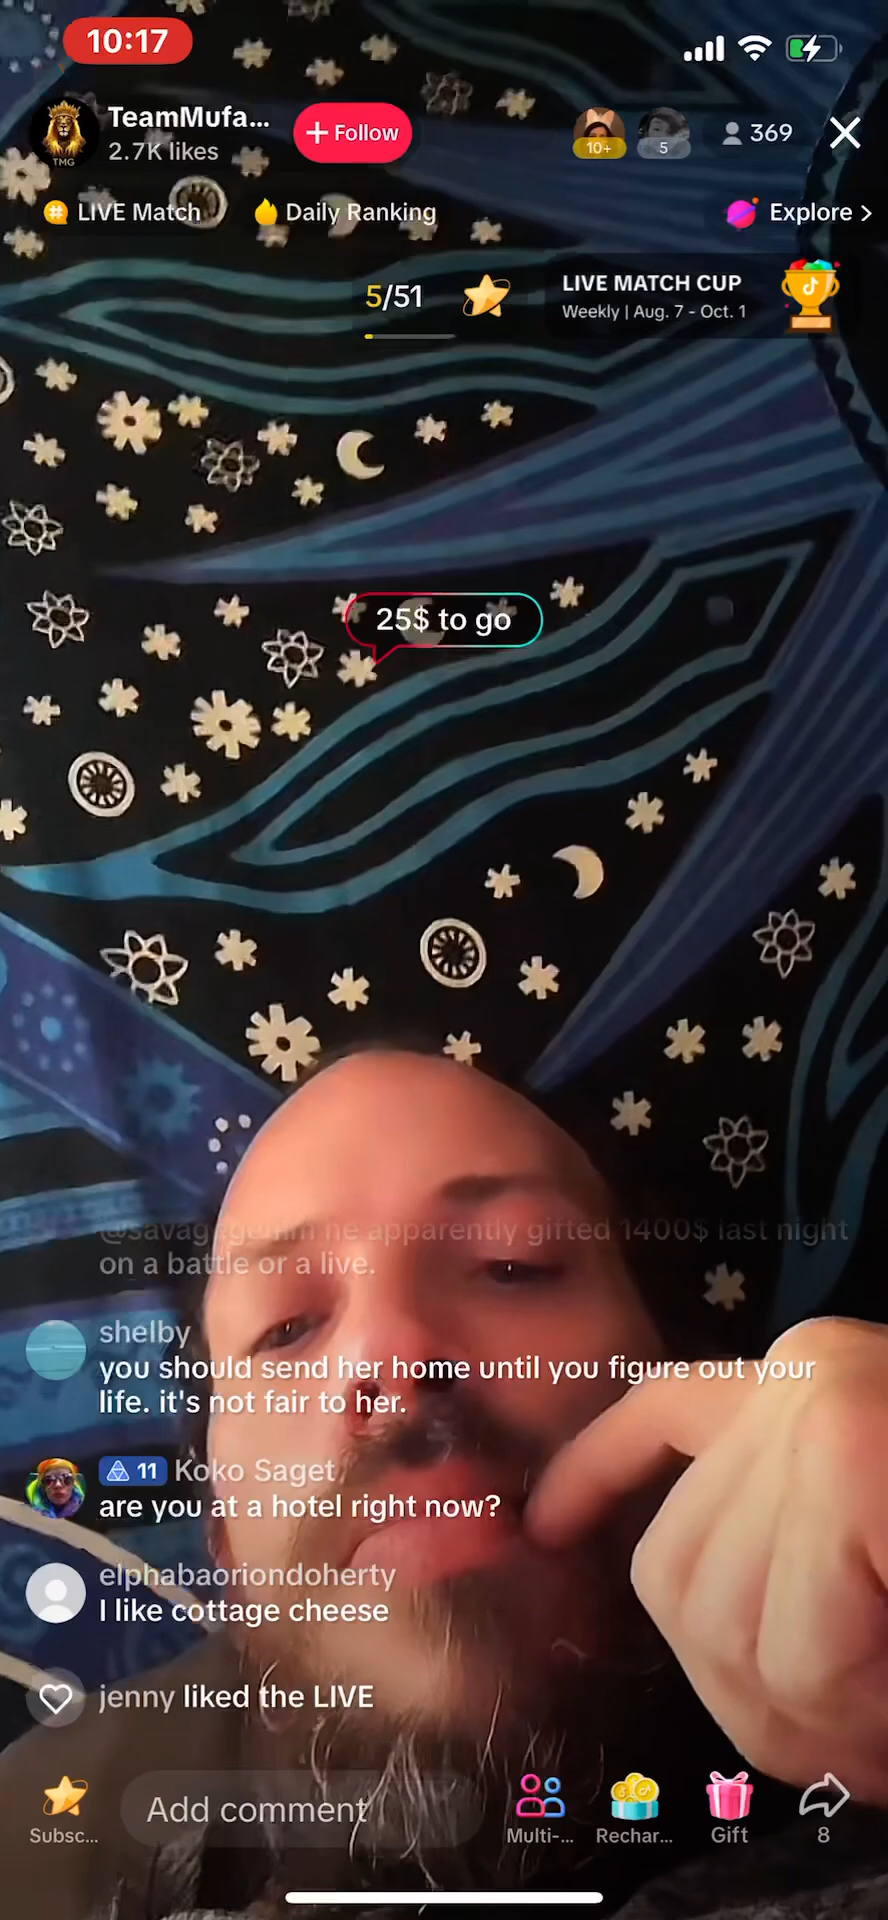 10:17
TeamMufa... + Follow 10+ 5 369
2.7K likes
TMG
LIVE Match Daily Ranking Explore >
5/51 LIVE MATCH CUP
Weekly | Aug. 7 - Oct. 1
25$ to go
he apparently gifted 1400$ last night
on a battle or a live.
shelby
you should send her home until you figure out your
life. it's not fair to her.
11 Koko Saget
are you at a hotel right now?
elphabaoriondoherty
I like cottage cheese
jenny liked the LIVE
Add comment
Subsc... Multi-... Rechar... Gift 8